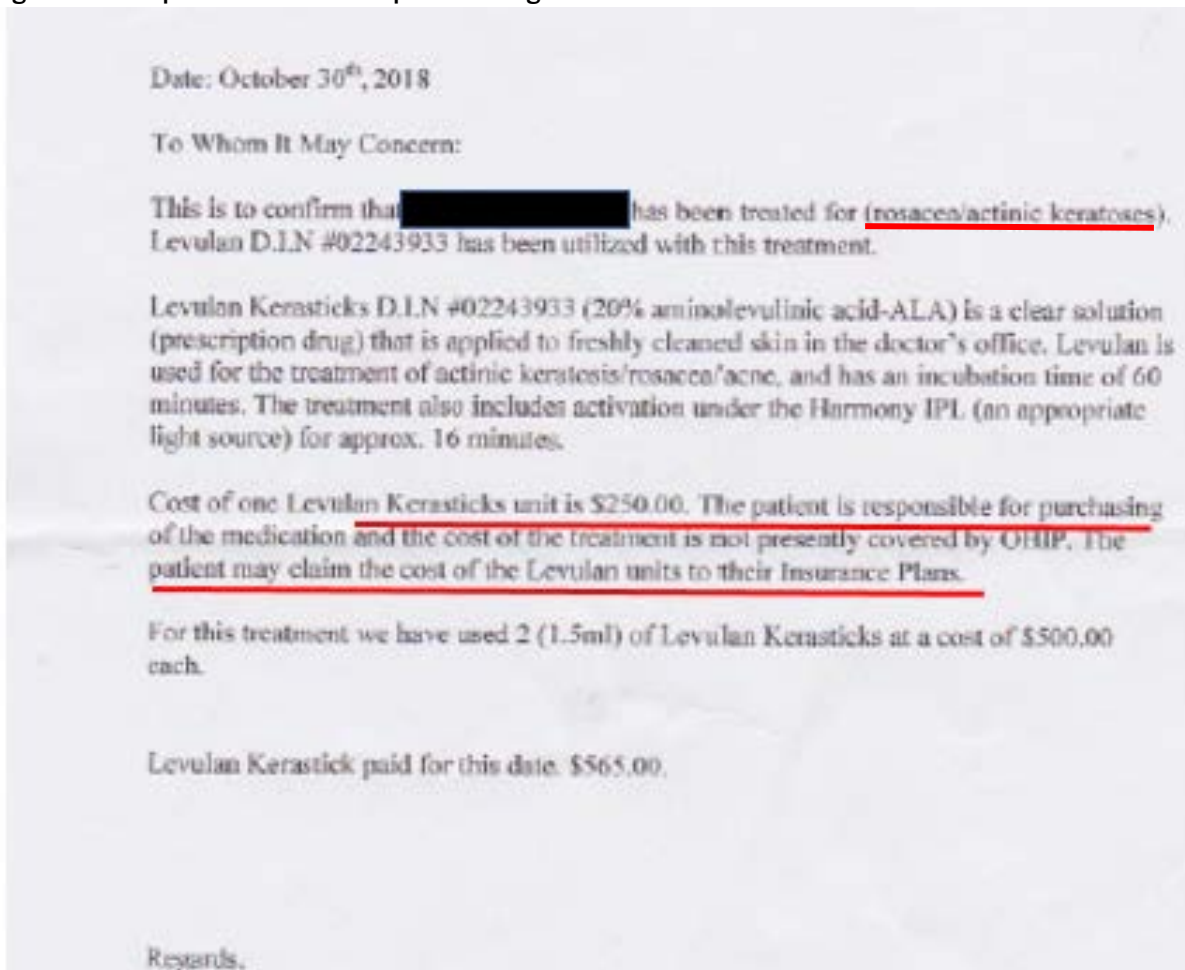 Date: October 30th, 2018
To Whom It May Concern:
This is to confirm that has been treated for (rosacea/actinic keratoses).
Levulan D.I.N #02243933 has been utilized with this treatment.
Levulan Kerasticks D.I.N #02243933 (20% aminolevulinic acid-ALA) is a clear solution
(prescription drug) that is applied to freshly cleaned skin in the doctor's office. Levulan is
used for the treatment of actinic keratosis/rosacea/acne, and has an incubation time of 60
minutes. The treatment also includes activation under the Harmony IPL (an appropriate
light source) for approx. 16 minutes.
Cost of one Levulan Kerasticks unit is $250.00. The patient is responsible for purchasing
of the medication and the cost of the treatment is not presently covered by OHIP. The
patient may claim the cost of the Levulan units to their Insurance Plans.
For this treatment we have used 2 (1.5ml) of Levulan Kerasticks at a cost of $500.00
each.
Levulan Kerastick paid for this date. $565.00.
Regards,